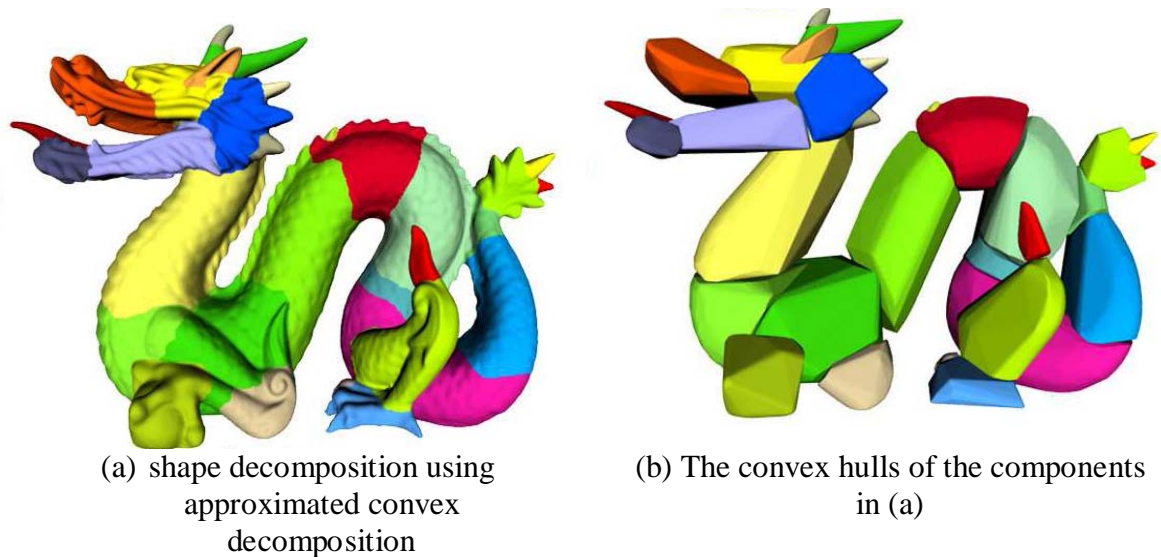 (a) shape decomposition using
approximated convex
decomposition
(b) The convex hulls of the components
in (a)